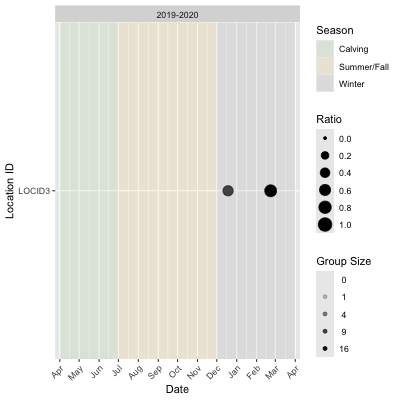 2019-2020
Location ID
LOCID3
Apr May Jun Jul Aug Sep Oct Nov Dec Jan Feb Mar Apr
Date
Season
Calving
Summer/Fall
Winter
Ratio
0.0
0.2
0.4
0.6
0.8
1.0
Group Size
0
1
4
9
16